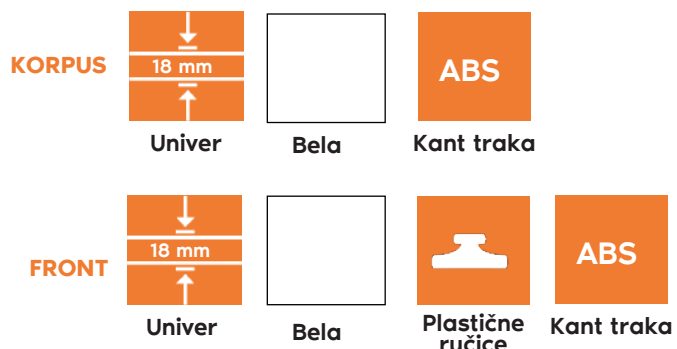 KORPUS
18 mm
ABS
Univer
Bela
Kant traka
FRONT
18 mm
ABS
Univer
Bela
Plastične
ručice
Kant traka